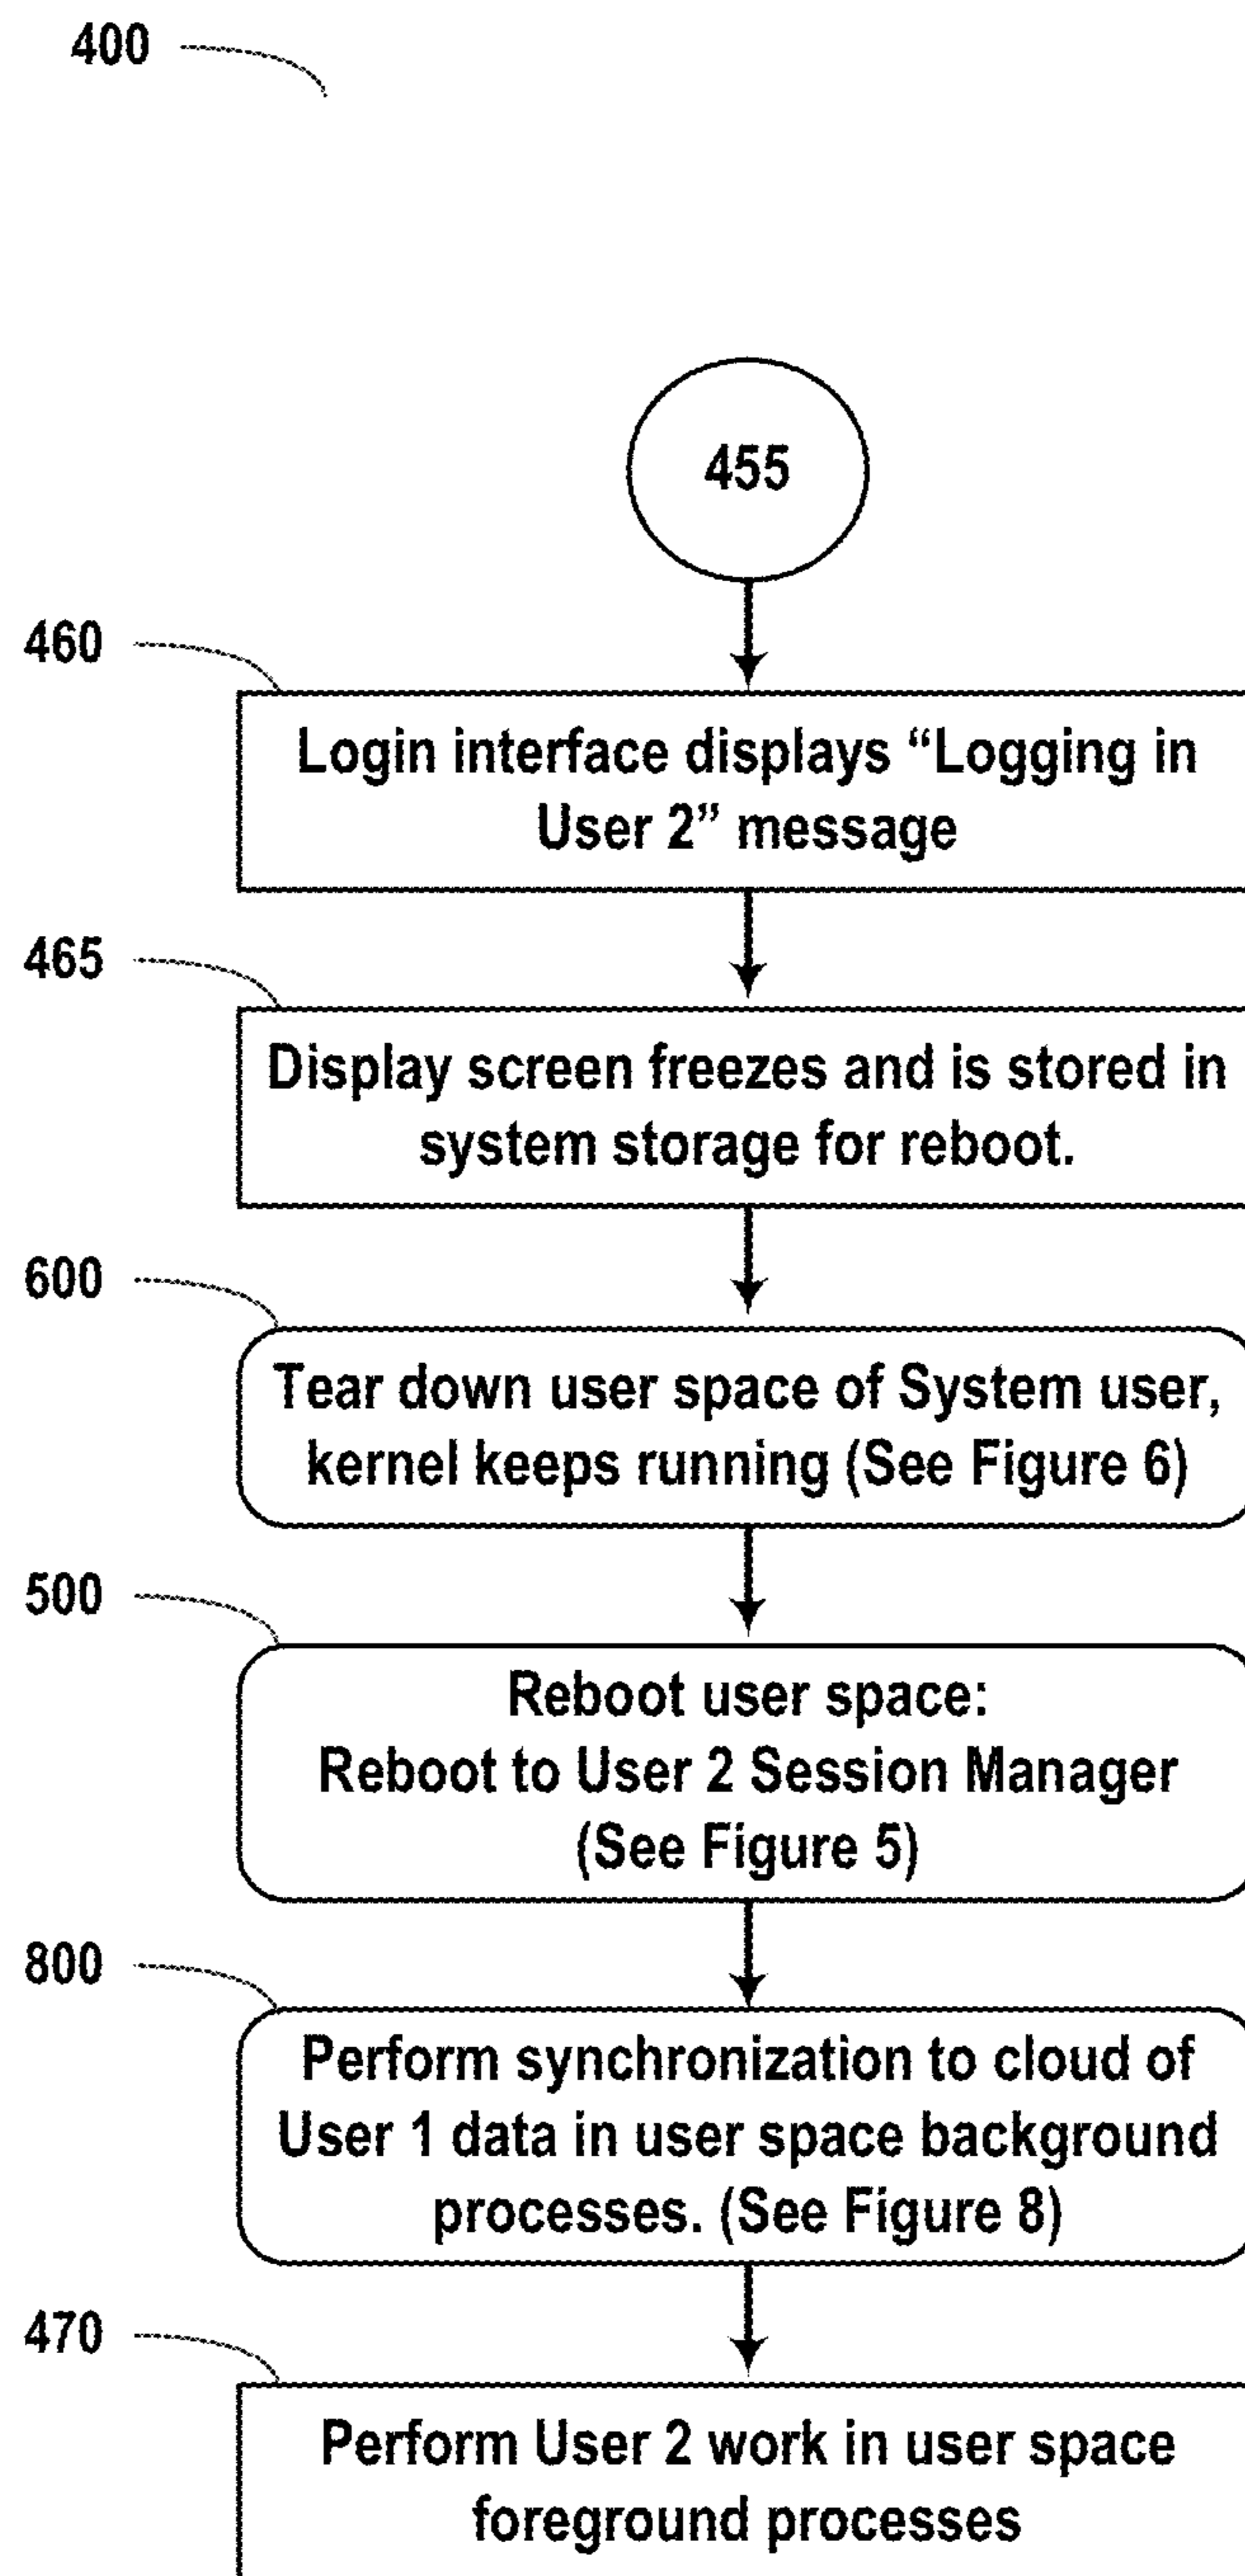 400
455
460
Login interface displays “Logging in
User 2” message
465
Display screen freezes and is stored in
system storage for reboot.
600
Tear down user space of System user,
kernel keeps running (See Figure 6)
500
Reboot user space:
Reboot to User 2 Session Manager
(See Figure 5)
800
Perform synchronization to cloud of
User 1 data in user space background
processes. (See Figure 8)
470
Perform User 2 work in user space
foreground processes